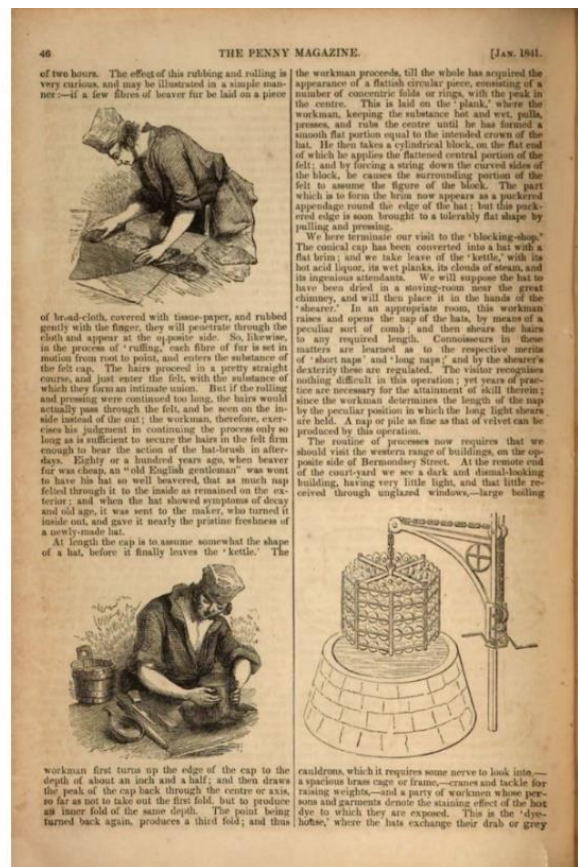 46
THE PENNY MAGAZINE.
[JAN. 1841.
of two hours. The effect of this rubbing and rolling is
very curious, and may be illustrated in a simple man-
ner:—if a few fibres of beaver fur be laid on a piece
of broad-cloth, covered with tissue-paper, and rubbed
gently with the finger, they will penetrate through the
cloth and appear at the opposite side. So, likewise,
in the process of 'ruffing,' each fibre of fur is set in
motion from root to point, and enters the substance of
the felt cap. The hairs proceed in a pretty straight
course, and just enter the felt, with the substance of
which they form an intimate union. But if the rolling
and pressing were continued too long, the hairs would
actually pass through the felt, and be seen on the in-
side instead of the out; the workman, therefore, exer-
cises his judgment in continuing the process only so
long as is sufficient to secure the hairs in the felt firm
enough to bear the action of the hat-brush in after-
days. Eighty or a hundred years ago, when beaver
fur was cheap, an "old English gentleman" was wont
to have his hat so well beavered, that as much nap
felted through it to the inside as remained on the ex-
terior; and when the hat showed symptoms of decay
and old age, it was sent to the maker, who turned it
inside out, and gave it nearly the pristine freshness of
a newly-made hat.
At length the cap is to assume somewhat the shape
of a hat, before it finally leaves the 'kettle.' The
workman first turns up the edge of the cap to the
depth of about an inch and a half; and then draws
the peak of the cap back through the centre or axis,
so far as not to take out the first fold, but to produce
an inner fold of the same depth. The point being
turned back again, produces a third fold; and thus
the workman proceeds, till the whole has acquired the
appearance of a flattish circular piece, consisting of a
number of concentric folds or rings, with the peak in
the centre. This is laid on the 'plank,' where the
workman, keeping the substance hot and wet, pulls,
presses, and rubs the centre until he has formed a
smooth flat portion equal to the intended crown of the
hat. He then takes a cylindrical block, on the flat end
of which he applies the flattened central portion of the
felt; and by forcing a string down the curved sides of
the block, he causes the surrounding portion of the
felt to assume the figure of the block. The part
which is to form the brim now appears as a puckered
appendage round the edge of the hat; but this puck-
ered edge is soon brought to a tolerably flat shape by
pulling and pressing.
We here terminate our visit to the 'blocking-shop.'
The conical cap has been converted into a hat with a
flat brim; and we take leave of the 'kettle,' with its
hot acid liquor, its wet planks, its clouds of steam, and
its ingenious attendants. We will suppose the hat to
have been dried in a stoving-room near the great
chimney, and will then place it in the hands of the
'shearer.' In an appropriate room, this workman
raises and opens the nap of the hats, by means of a
peculiar sort of comb; and then shears the hairs
to any required length. Connoisseurs in these
matters are learned as to the respective merits
of 'short naps' and 'long naps;' and by the shearer's
dexterity these are regulated. The visitor recognises
nothing difficult in this operation; yet years of prac-
tice are necessary for the attainment of skill therein;
since the workman determines the length of the nap
by the peculiar position in which the long light shears
are held. A nap or pile as fine as that of velvet can be
produced by this operation.
The routine of processes now requires that we
should visit the western range of buildings, on the op-
posite side of Bermondsey Street. At the remote end
of the court-yard we see a dark and dismal-looking
building, having very little light, and that little re-
ceived through unglazed windows,—large boiling
cauldrons, which it requires some nerve to look into,—
a spacious brass cage or frame,—cranes and tackle for
raising weights,—and a party of workmen whose per-
sons and garments denote the staining effect of the hot
dye to which they are exposed. This is the 'dye-
house,' where the hats exchange their drab or grey